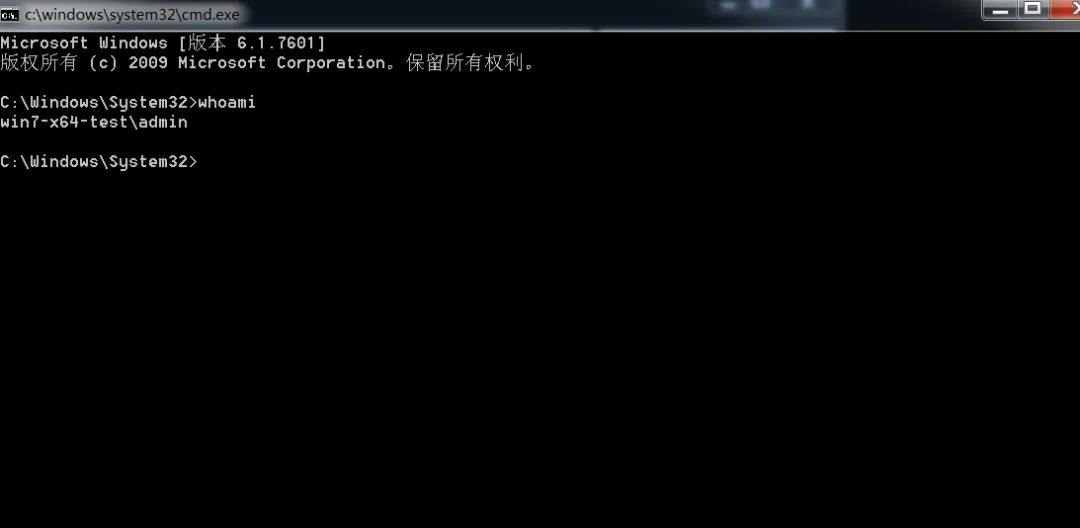 c:\windows\system32\cmd.exe
Microsoft Windows [版本 6.1.7601]
版权所有 (c) 2009 Microsoft Corporation。保留所有权利。
C:\Windows\System32>whoami
win7-x64-test\admin
C:\Windows\System32>